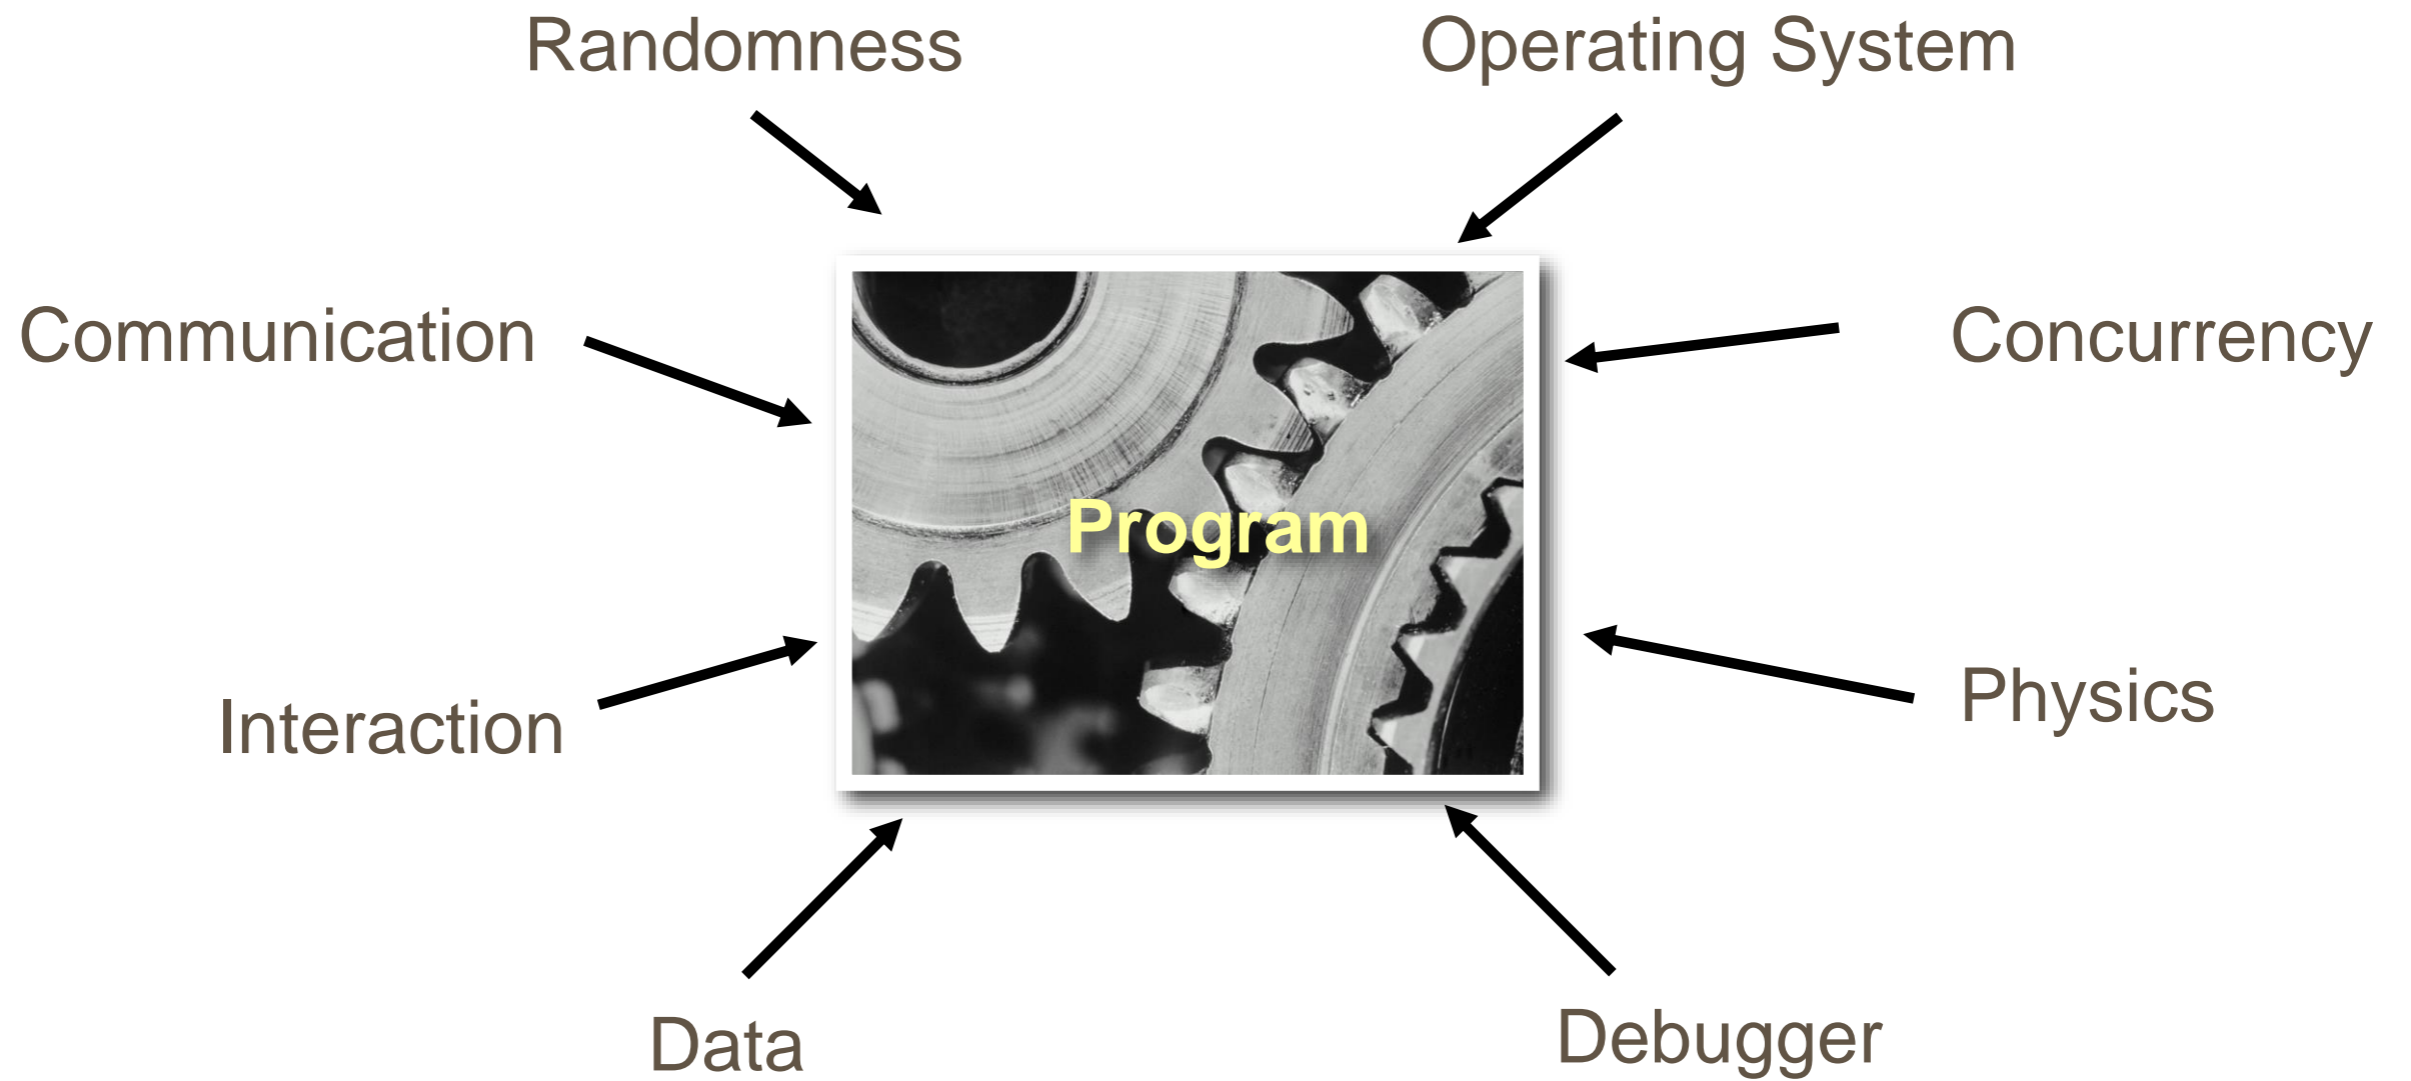 Randomness
Operating System
Communication
Concurrency
Program
Interaction
Physics
Data
Debugger